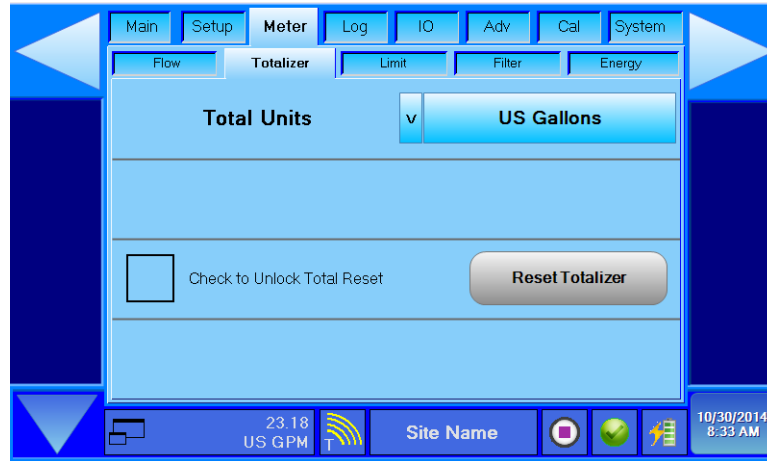 Main Setup Meter Log IO Adv Cal System
Flow Totalizer Limit Filter Energy
Total Units v US Gallons
Check to Unlock Total Reset Reset Totalizer
23.18
US GPM T Site Name
10/30/2014
8:33 AM